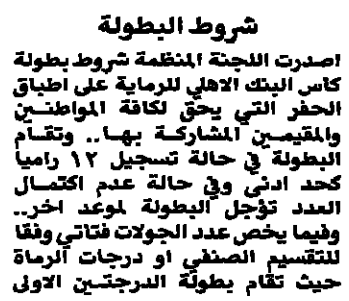 شروط البطولة
اصدرت اللجنة المنظمة شروط بطولة
كاس البنك الاهلي للرماية على اطباق
الحفر التي يحق لكافة المواطنين
والمقيمين المشاركة بها.. وتقام
البطولة في حالة تسجيل ١٢ راميا
كحد ادنى وفي حالة عدم اكتمال
العدد تؤجل البطولة لموعد اخر..
وفيما يخص عدد الجولات فتاتي وفقا
للتقسيم الصنفي او درجات الرماة
حيث تقام بطولة الدرجتين الاولى